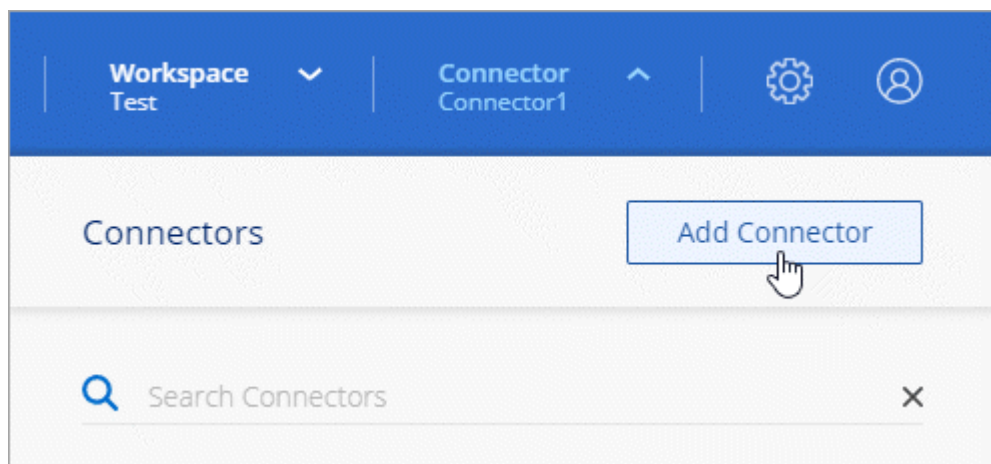 Workspace
Test
Connector
Connector1
Connectors
Add Connector
Search Connectors